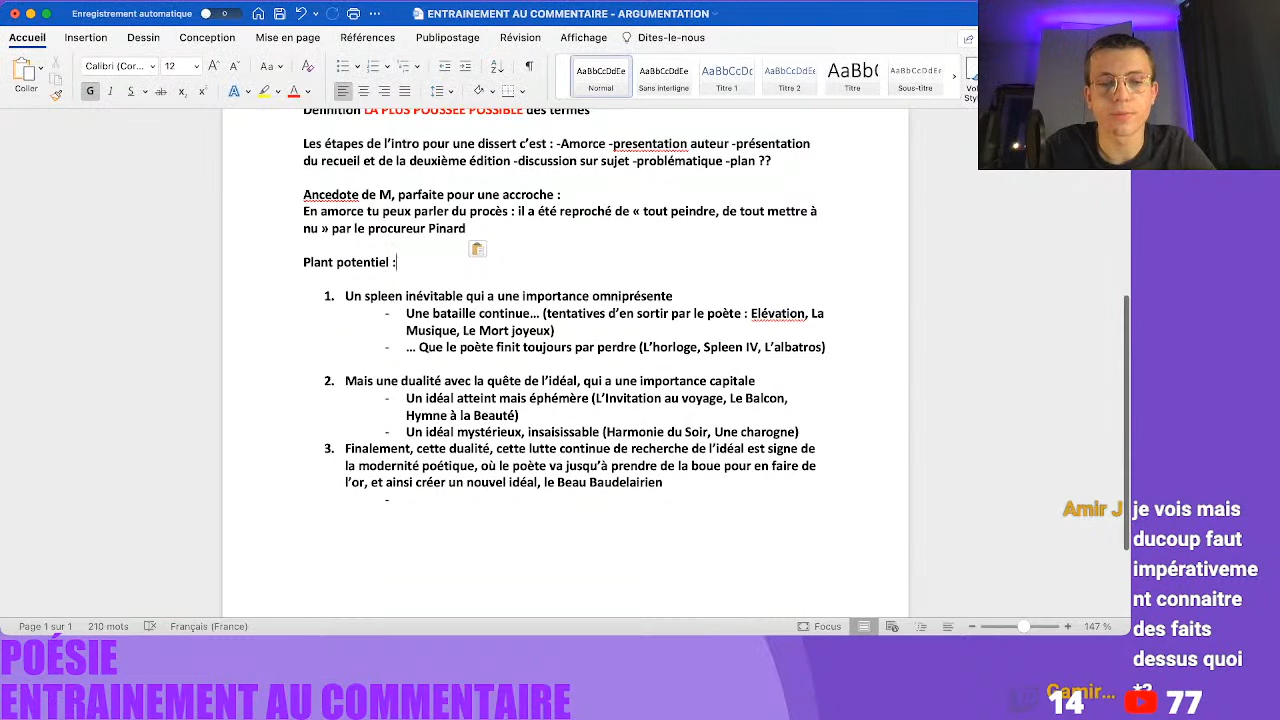 Enregistrement automatique
ENTRAINEMENT AU COMMENTAIRE - ARGUMENTATION
Accueil Insertion Dessin Conception Mise en page Références Publipostage Révision Affichage Dites-le-nous
Coller
Calibri (Cor... 12
G I S
AaBbCcDdEe AaBbCcDdEe AaBbCcDc AaBbCcDdEe AaBb( AaBbCcDdEe
Normal Sans interligne Titre 1 Titre 2 Titre Sous-titre
Définition LA PLUS POUSSEE POSSIBLE des termes
Les étapes de l’intro pour une dissert c’est : -Amorce -presentation auteur -présentation
du recueil et de la deuxième édition -discussion sur sujet -problématique -plan ??
Ancedote de M, parfaite pour une accroche :
En amorce tu peux parler du procès : il a été reproché de « tout peindre, de tout mettre à
nu » par le procureur Pinard
Plant potentiel :
1. Un spleen inévitable qui a une importance omniprésente
- Une bataille continue… (tentatives d’en sortir par le poète : Elévation, La
Musique, Le Mort joyeux)
- … Que le poète finit toujours par perdre (L’horloge, Spleen IV, L’albatros)
2. Mais une dualité avec la quête de l’idéal, qui a une importance capitale
- Un idéal atteint mais éphémère (L’Invitation au voyage, Le Balcon,
Hymne à la Beauté)
- Un idéal mystérieux, insaisissable (Harmonie du Soir, Une charogne)
3. Finalement, cette dualité, cette lutte continue de recherche de l’idéal est signe de
la modernité poétique, où le poète va jusqu’à prendre de la boue pour en faire de
l’or, et ainsi créer un nouvel idéal, le Beau Baudelairien
-
Page 1 sur 1 210 mots Français (France) Focus 147 %
Amir J je vois mais
ducoup faut
impérativeme
nt connaitre
des faits
dessus quoi
*?
Camir...
14 77
POÉSIE
ENTRAINEMENT AU COMMENTAIRE